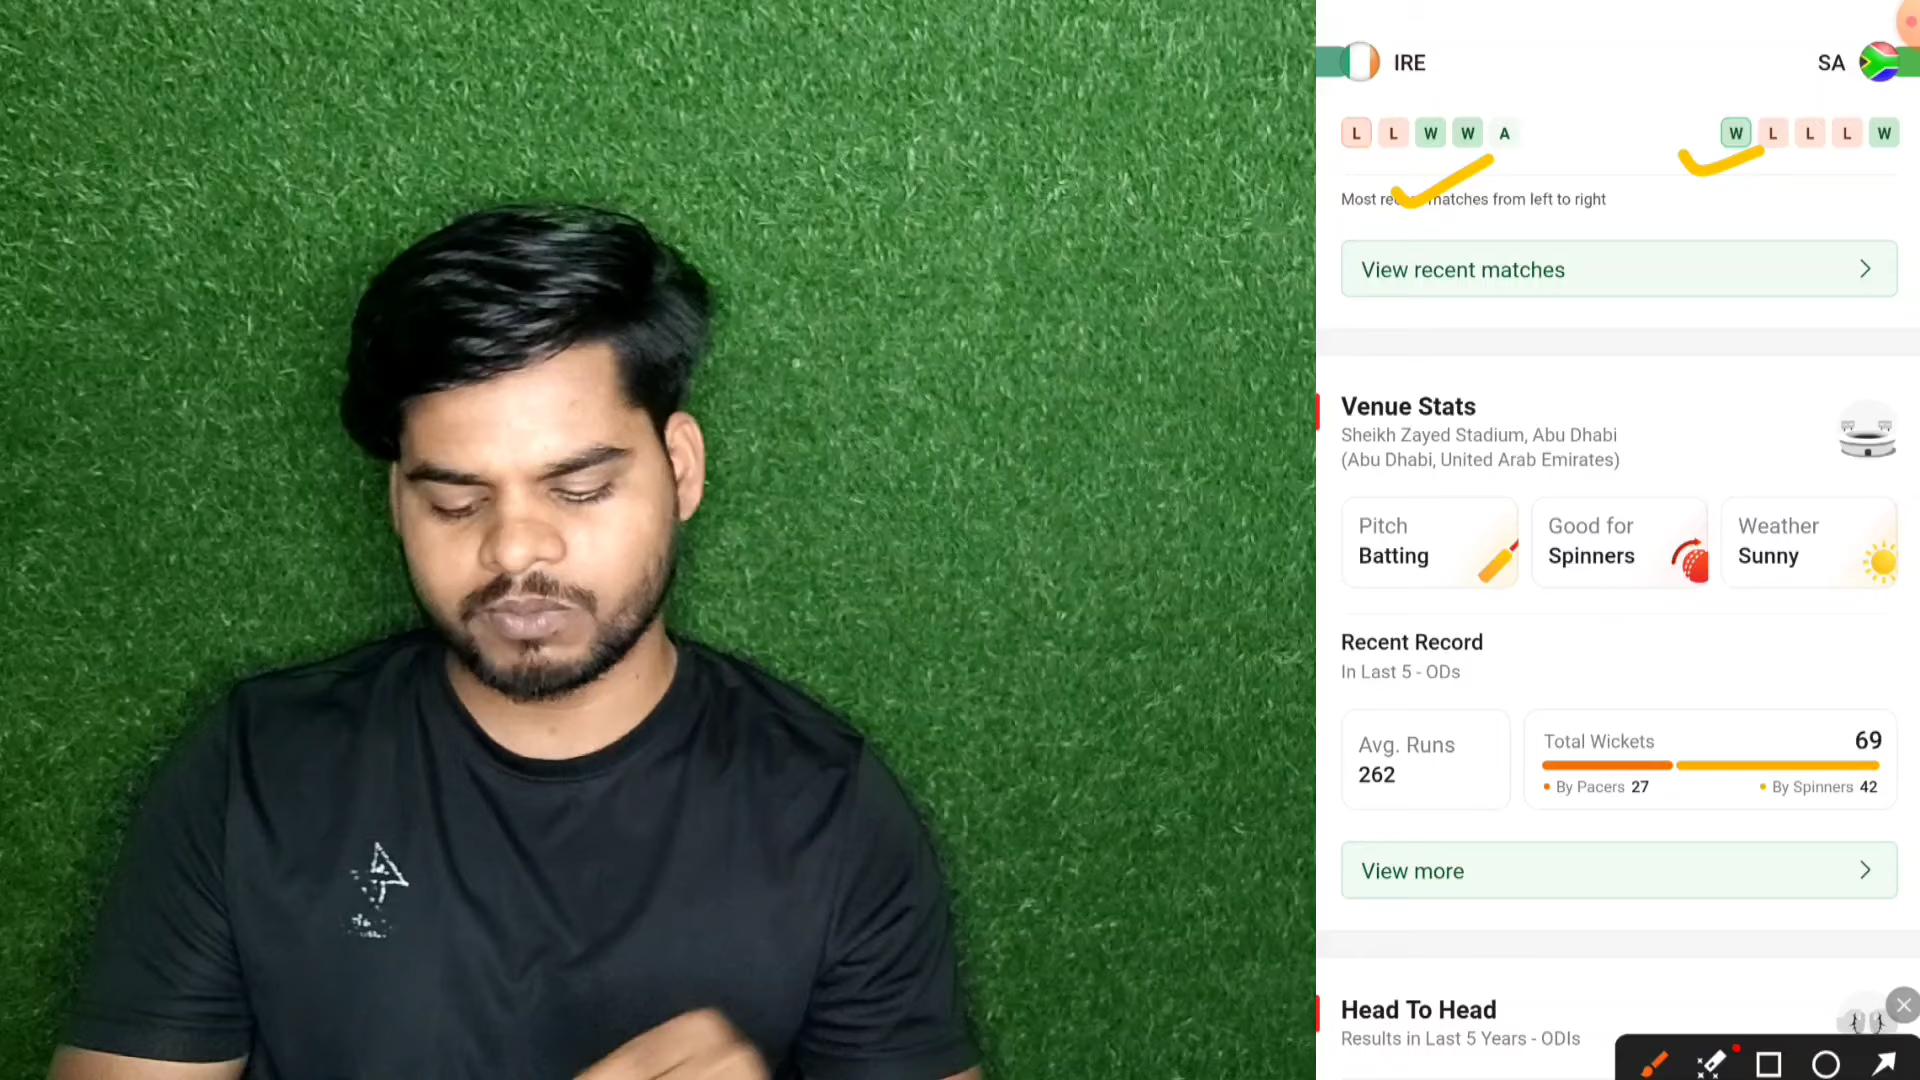 IRE
SA
L L W W A
W L L L W
Most matches from left to right
View recent matches
Venue Stats
Sheikh Zayed Stadium, Abu Dhabi
(Abu Dhabi, United Arab Emirates)
Pitch
Batting
Good for
Spinners
Weather
Sunny
Recent Record
In Last 5 - ODs
Avg. Runs
262
Total Wickets
69
By Pacers 27
By Spinners 42
View more
Head To Head
Results in Last 5 Years - ODIs